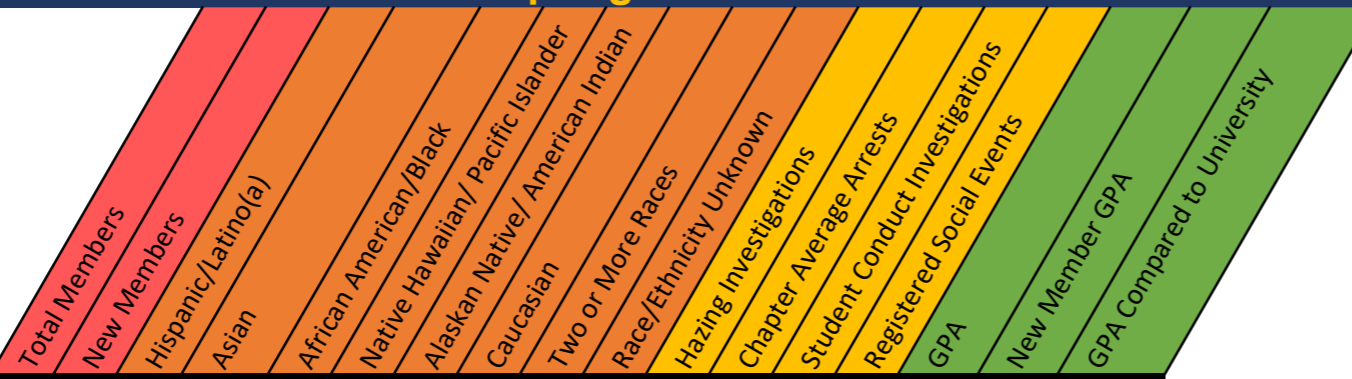 Total Members
New Members
Hispanic/Latino(a)
Asian
African American/Black
Native Hawaiian/ Pacific Islander
Alaskan Native/ American Indian
Caucasian
Two or More Races
Race/Ethnicity Unknown
Hazing Investigations
Chapter Average Arrests
Student Conduct Investigations
Registered Social Events
GPA
New Member GPA
GPA Compared to University